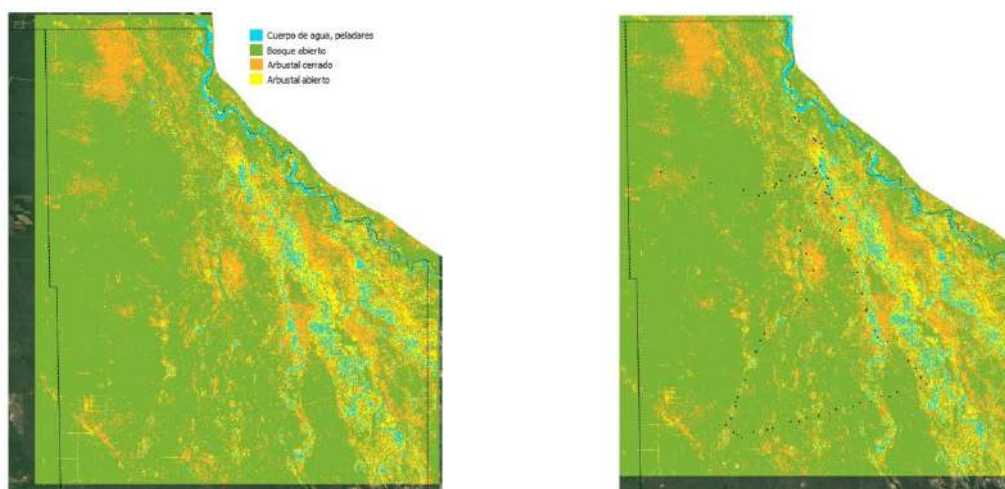 Cuerpo de agua, peladares
Bosque abierto
Arbustal cerrado
Arbustal abierto